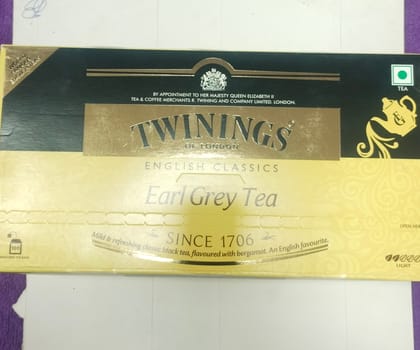 BY APPOINTMENT TO HER MAJESTY QUEEN ELIZABETH II
TEA & COFFEE MERCHANTS R. TWINING AND COMPANY LIMITED. LONDON.
TEA
TWININGS
OF LONDON
ENGLISH CLASSICS
Earl Grey Tea
SINCE 1706
Mild & refreshing classic black tea, flavoured with bergamot. An English favourite.
OPEN HERE
LIGHT